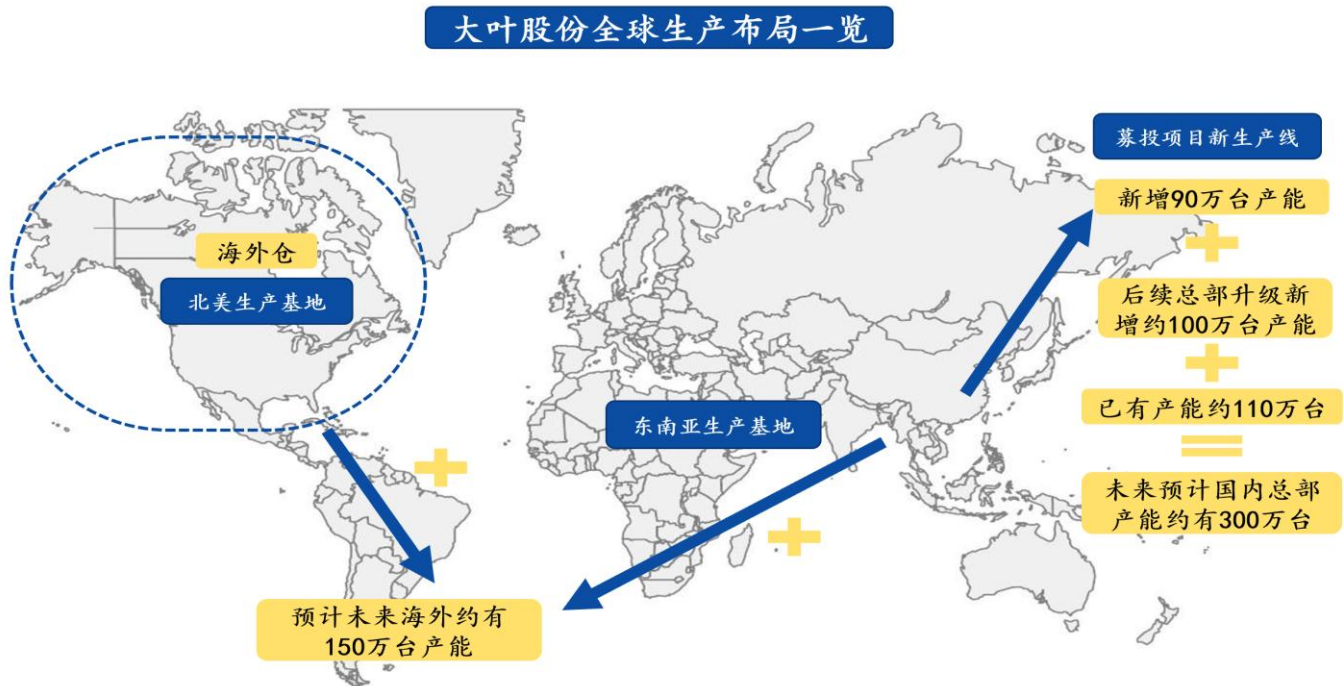 大叶股份全球生产布局一览
海外仓
北美生产基地
东南亚生产基地
预计未来海外约有
150万台产能
募投项目新生产线
新增90万台产能
+
后续总部升级新
增约100万台产能
+
已有产能约110万台
=
未来预计国内总部
产能约有300万台
+
+